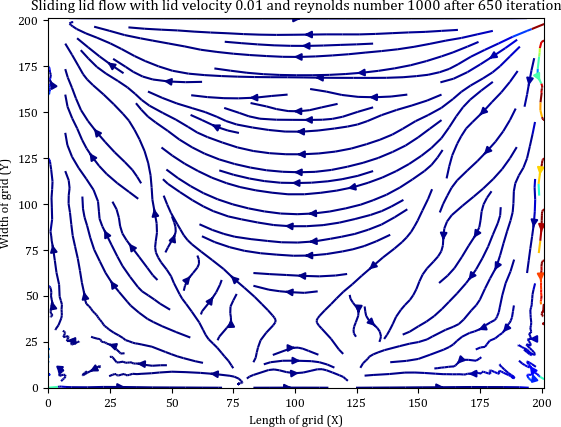 Sliding lid flow with lid velocity 0.01 and reynolds number 1000 after 650 iteration
200
175
150
125
100
75
50
25
0
Width of grid (Y)
0 25 50 75 100 125 150 175 200
Length of grid (X)